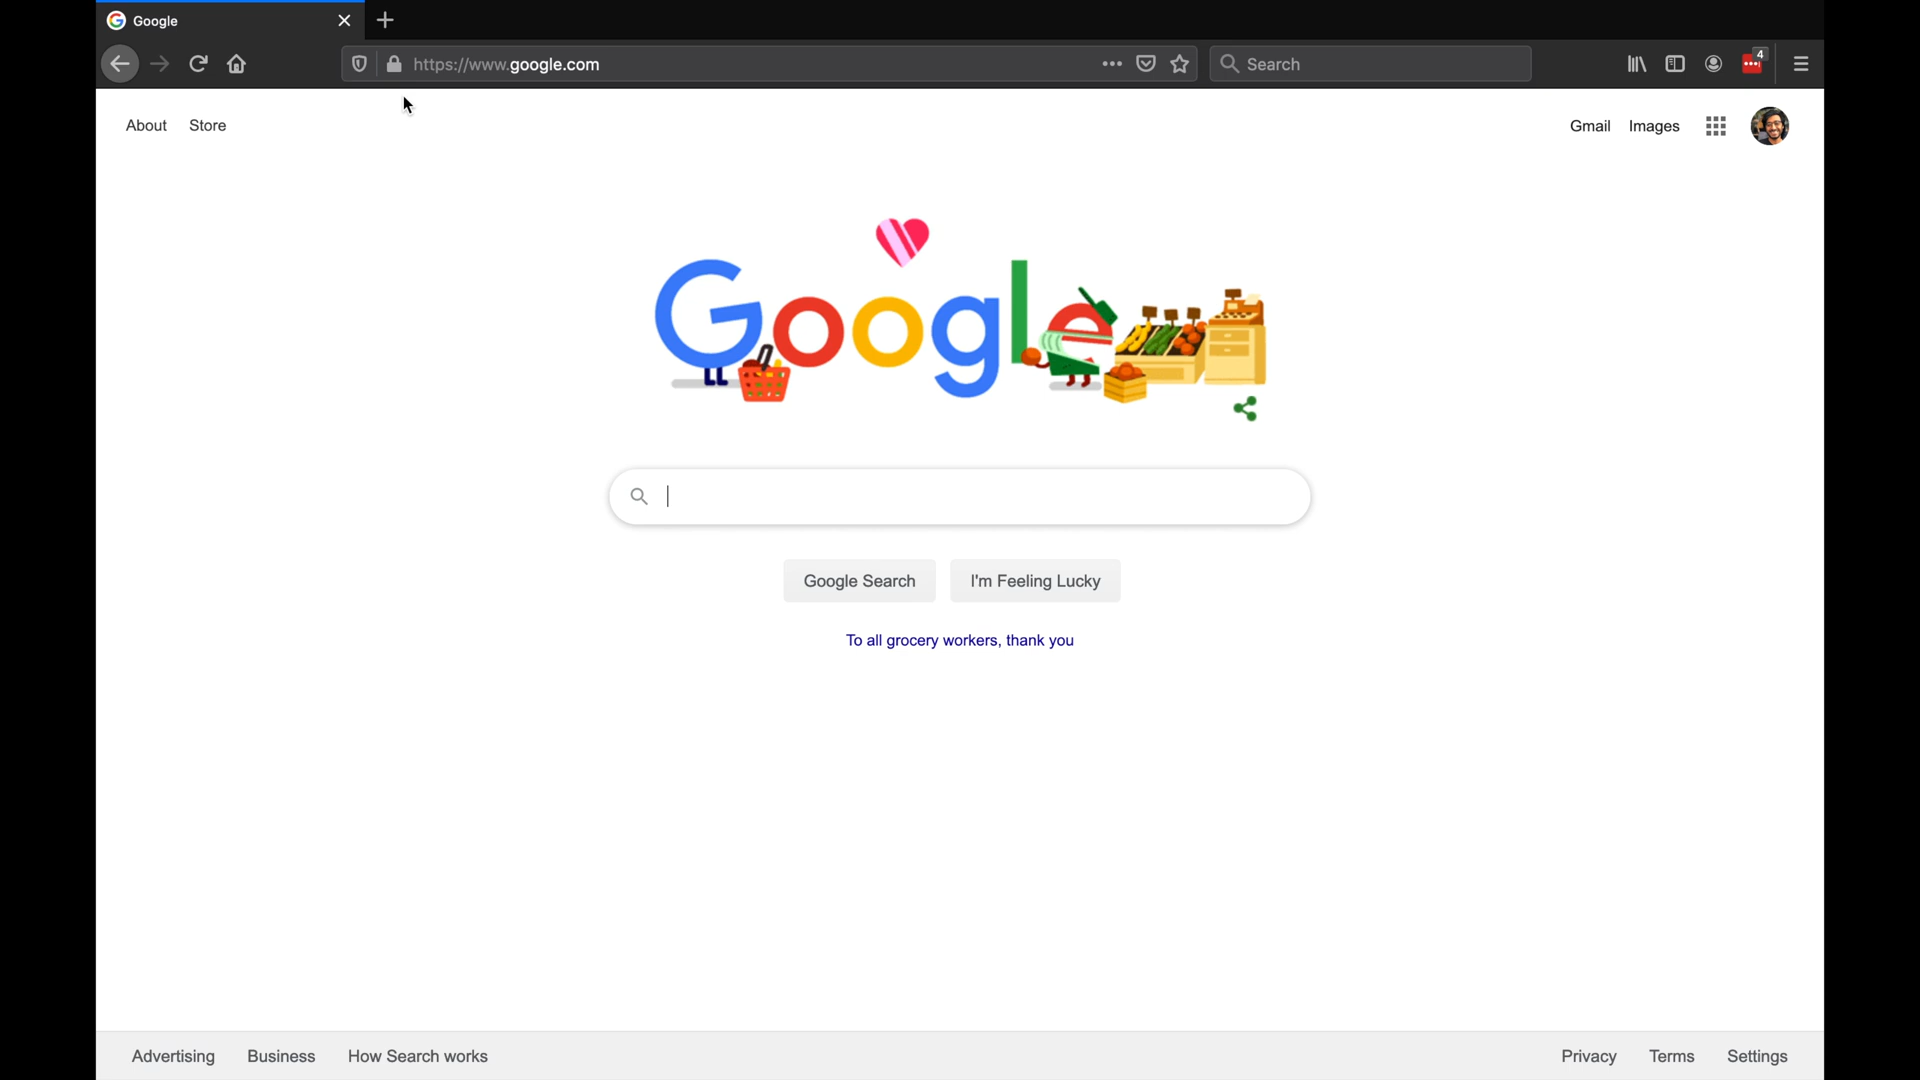 Google
https://www.google.com
Search
4
About Store
Gmail Images
Google
Google Search I'm Feeling Lucky
To all grocery workers, thank you
Advertising Business How Search works
Privacy Terms Settings